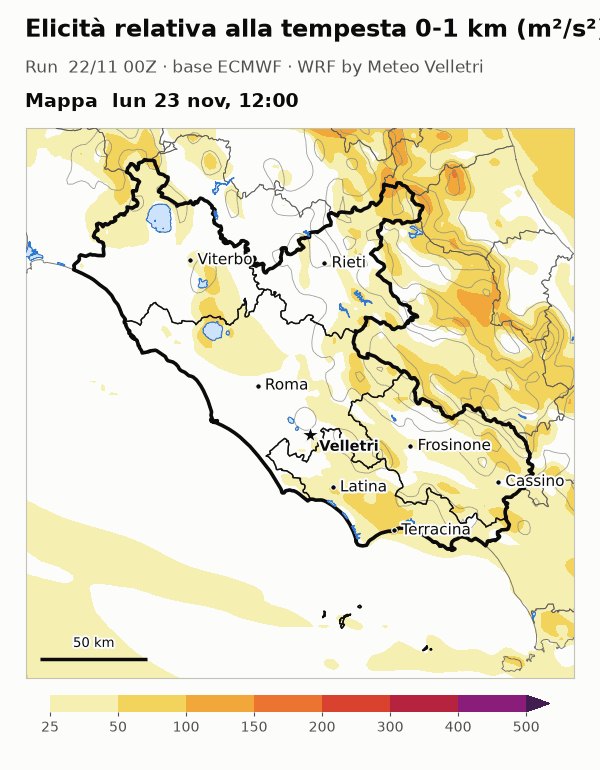 Elicità relativa alla tempesta 0-1 km (m²/s²)
Run 22/11 00Z · base ECMWF · WRF by Meteo Velletri
Mappa lun 23 nov, 12:00
Viterbo
Rieti
Roma
Velletri
Frosinone
Cassino
Latina
Terracina
50 km
25 50 100 150 200 300 400 500